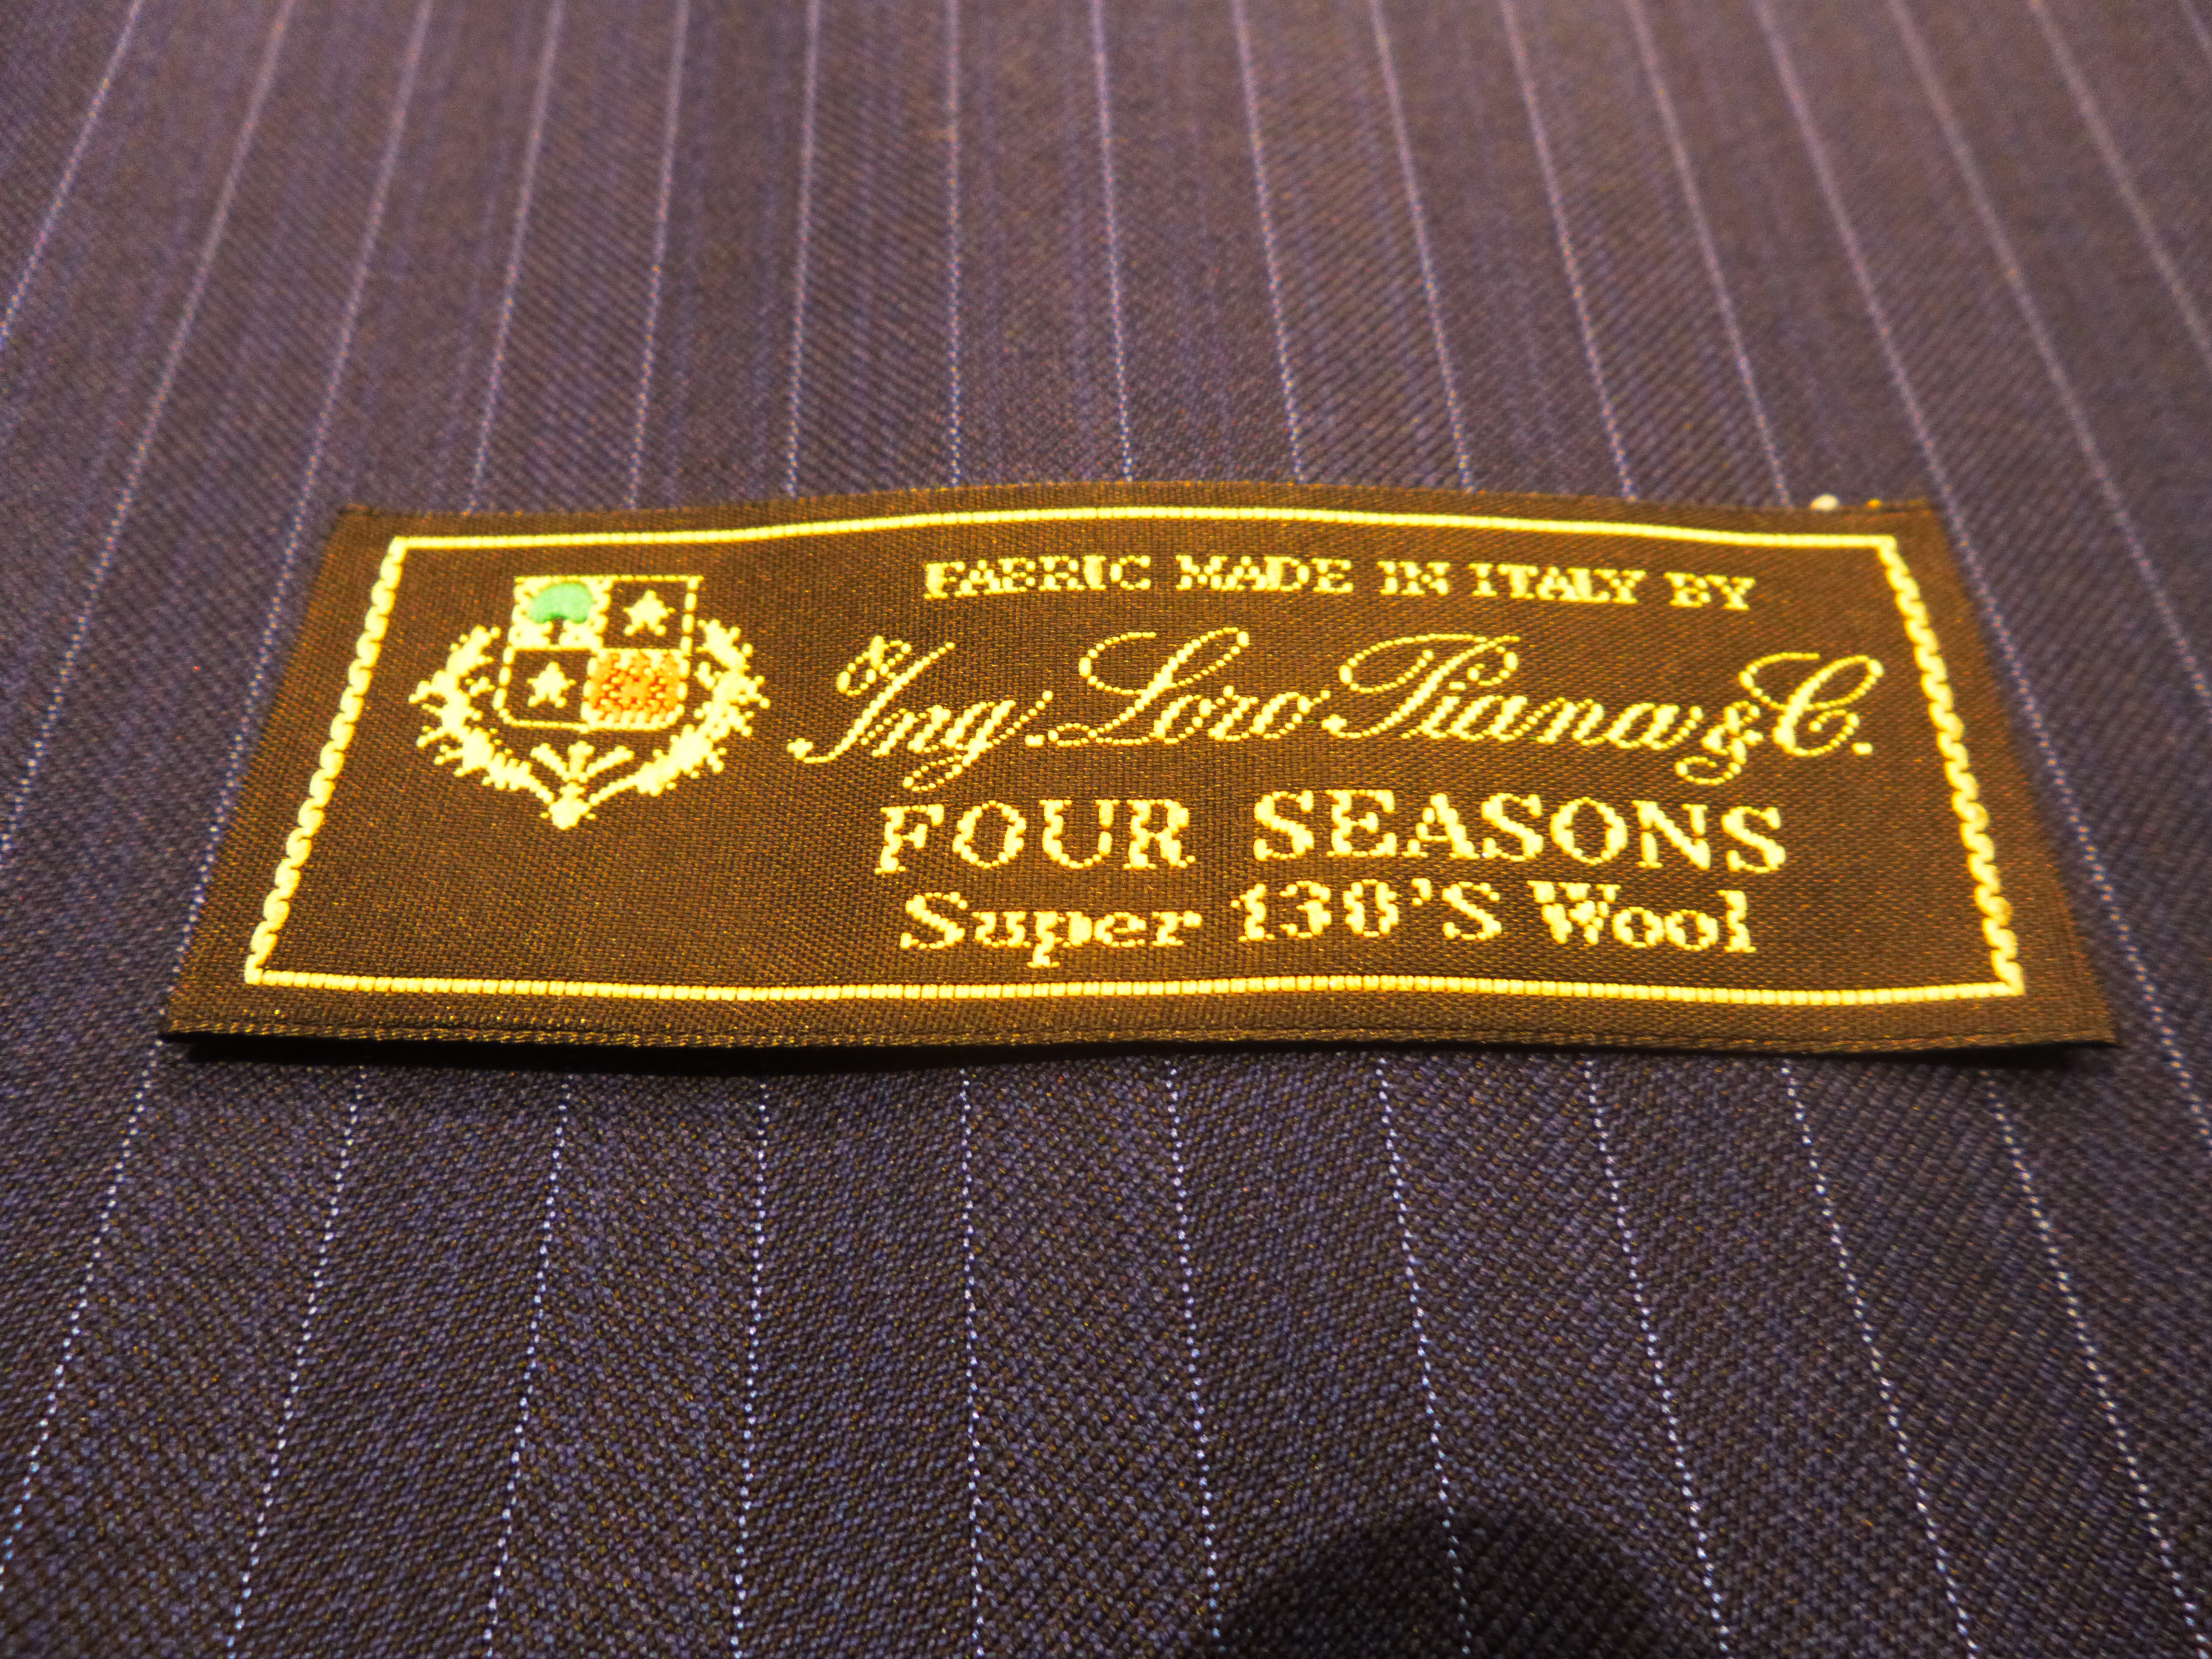 FABRIC MADE IN ITALY BY
Ing. Loro Piana & C.
FOUR SEASONS
Super 130'S Wool